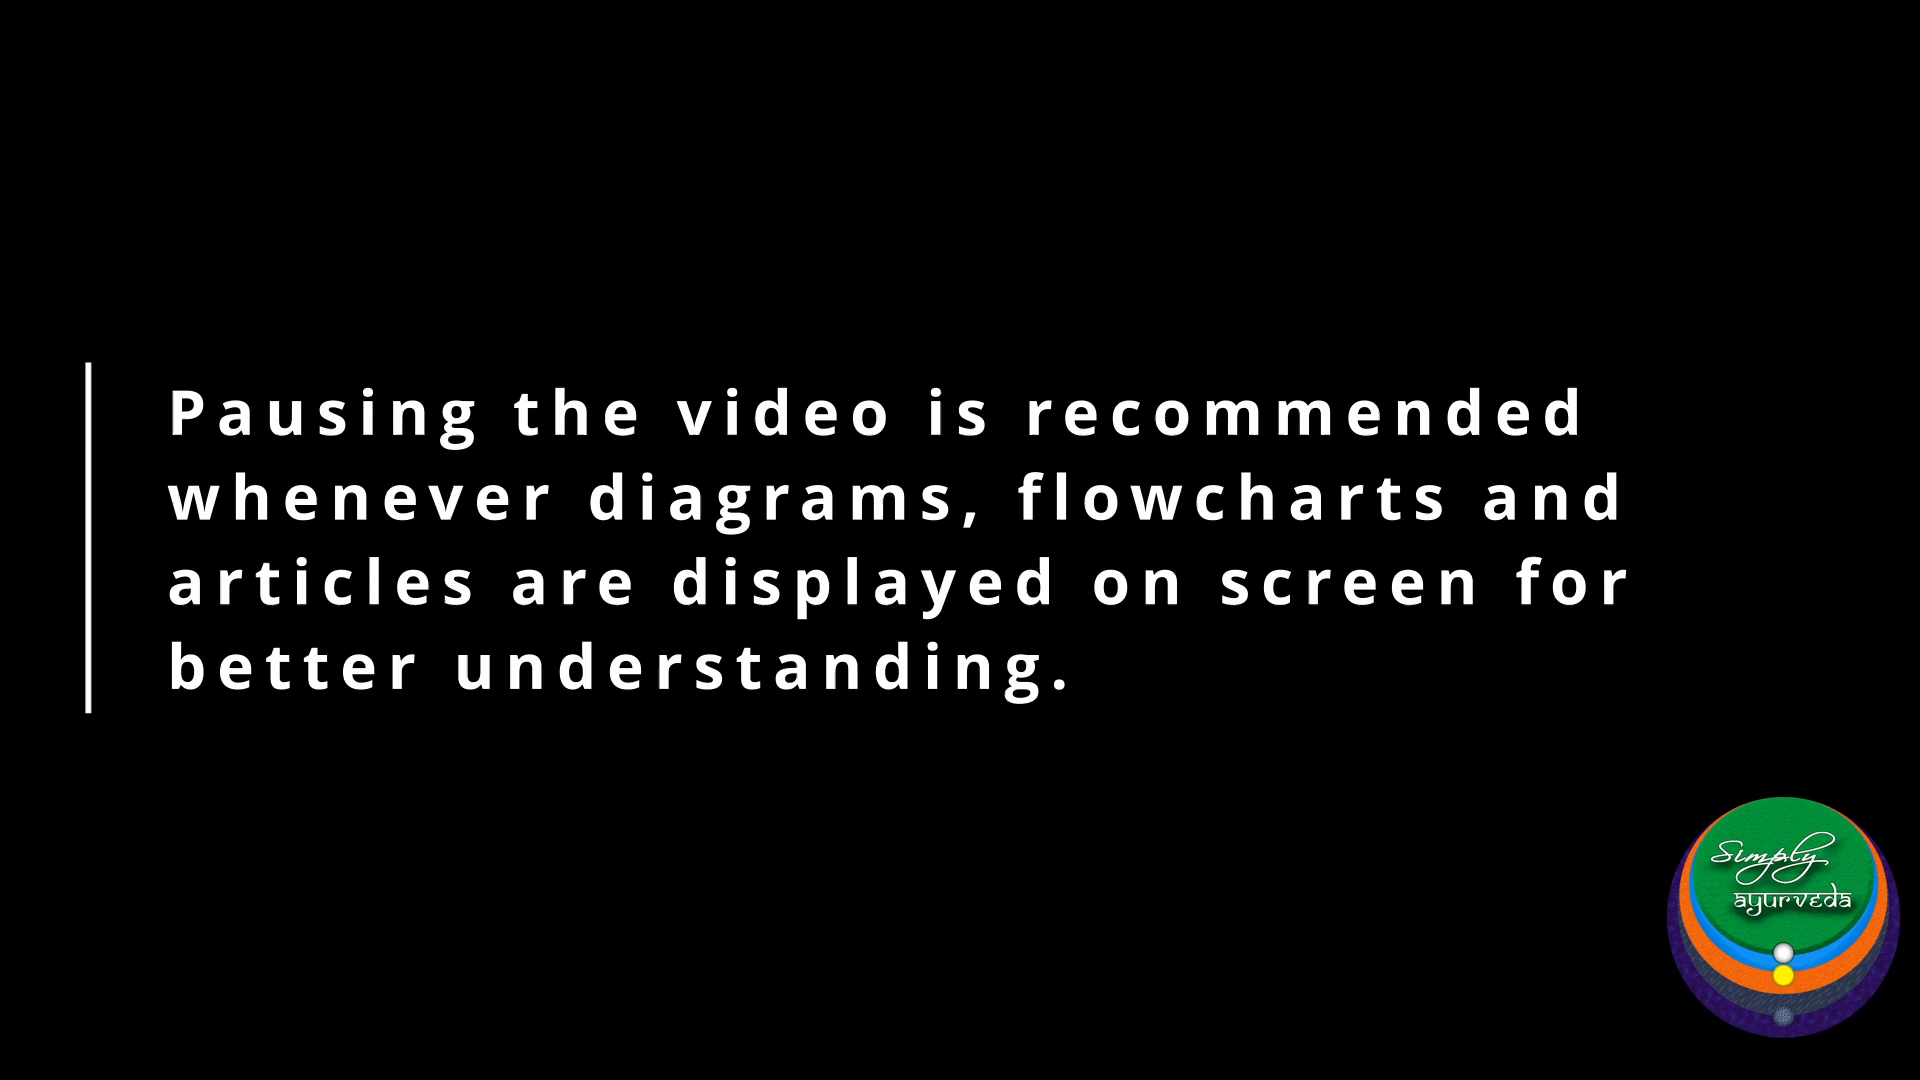 Pausing the video is recommended
whenever diagrams, flowcharts and
articles are displayed on screen for
better understanding.
Simply
ayurveda